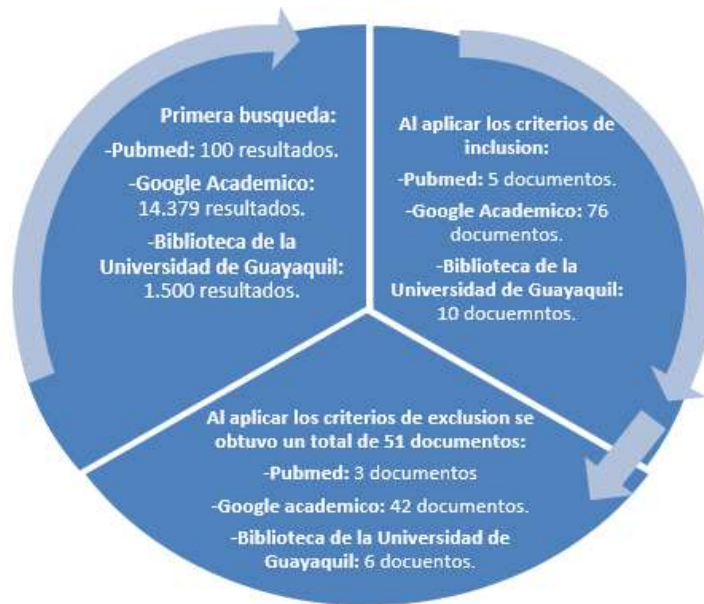 Primera busqueda:
-Pubmed: 100 resultados.
-Google Academico:
14.379 resultados.
-Biblioteca de la
Universidad de Guayaquil:
1.500 resultados.
Al aplicar los criterios de
inclusion:
-Pubmed: 5 documentos.
-Google Academico: 76
documentos.
-Biblioteca de la
Universidad de Guayaquil:
10 docuemntos.
Al aplicar los criterios de exclusion se
obtuvo un total de 51 documentos:
-Pubmed: 3 documentos
-Google academico: 42 documentos.
-Biblioteca de la Universidad de
Guayaquil: 6 docuentos.